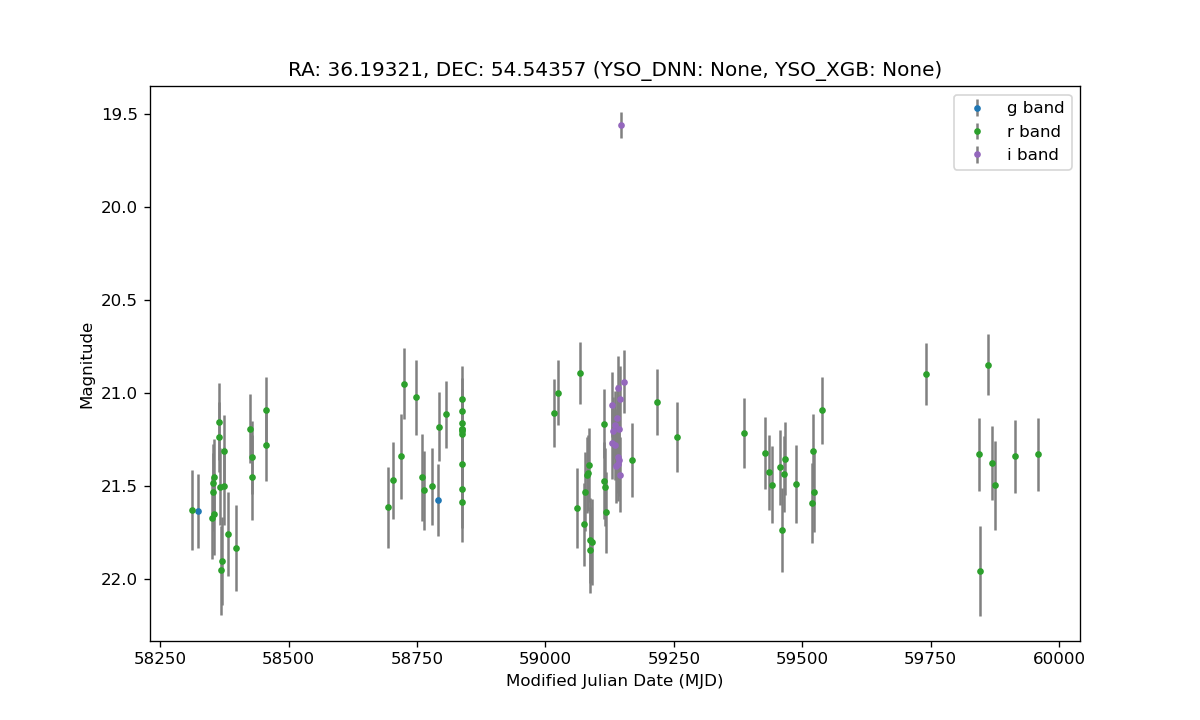 RA: 36.19321, DEC: 54.54357 (YSO_DNN: None, YSO_XGB: None)
g band
r band
i band
19.5
20.0
20.5
21.0
21.5
22.0
Magnitude
58250 58500 58750 59000 59250 59500 59750 60000
Modified Julian Date (MJD)